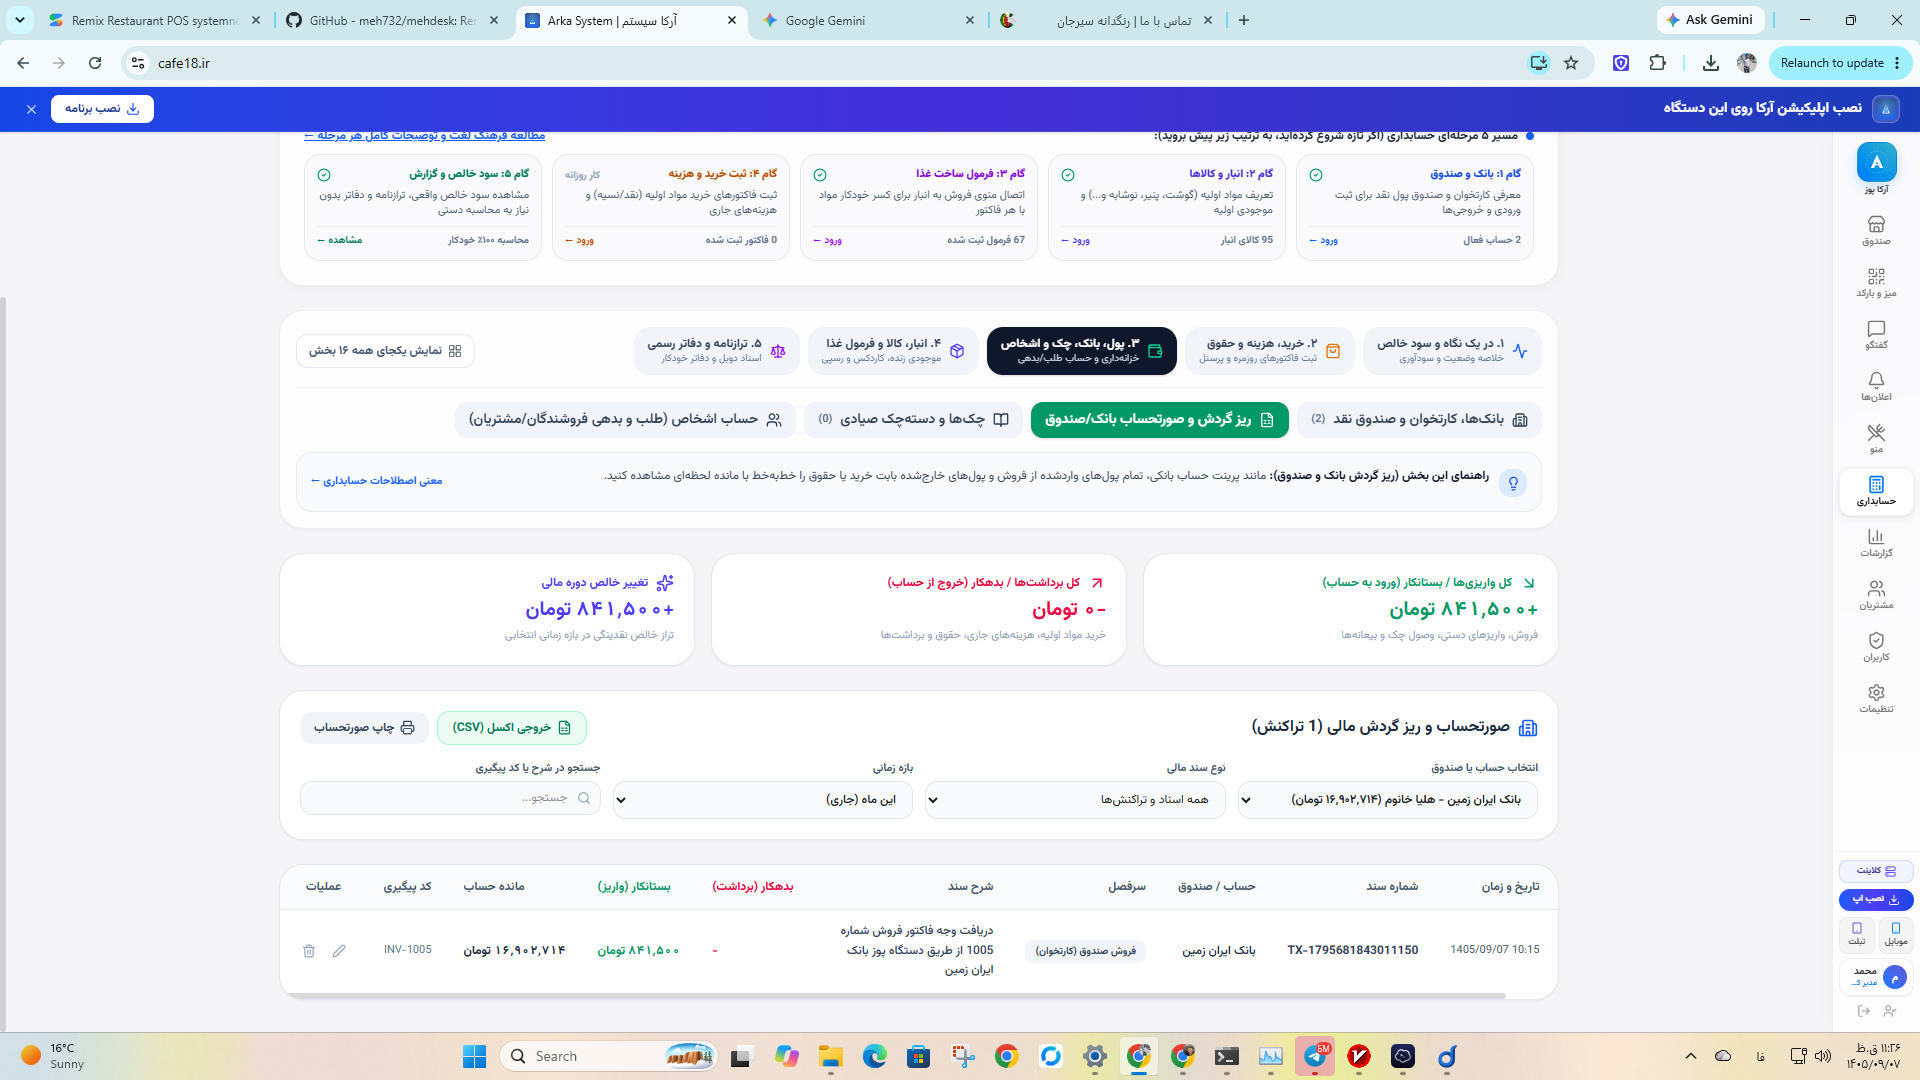 Remix Restaurant POS systemne
GitHub - meh732/mehdesk: Re
Arka System | آرکا سیستم
Google Gemini
تماس با ما | رنگدانه سیرجان
Ask Gemini
cafe18.ir
Relaunch to update
نصب اپلیکیشن آرکا روی این دستگاه
نصب برنامه
مسیر ۵ مرحله‌ای حسابداری (اگر تازه شروع کرده‌اید، به ترتیب زیر پیش بروید):
مطالعه فرهنگ لغت و توضیحات کامل هر مرحله ←
گام ۱: بانک و صندوق
معرفی کارتخوان و صندوق پول نقد برای ثبت
ورودی و خروجی‌ها
2 حساب فعال
ورود ←
گام ۲: انبار و کالاها
تعریف مواد اولیه (گوشت، پنیر، نوشابه و...) و
موجودی اولیه
95 کالای انبار
ورود ←
گام ۳: فرمول ساخت غذا
اتصال منوی فروش به انبار برای کسر خودکار مواد
با هر فاکتور
67 فرمول ثبت شده
ورود ←
گام ۴: ثبت خرید و هزینه
کار روزانه
ثبت فاکتورهای خرید مواد اولیه (نقد/نسیه) و
هزینه‌های جاری
0 فاکتور ثبت شده
ورود ←
گام ۵: سود خالص و گزارش
مشاهده سود خالص واقعی، ترازنامه و دفاتر بدون
نیاز به محاسبه دستی
محاسبه ۱۰۰٪ خودکار
مشاهده ←
۱. در یک نگاه و سود خالص
خلاصه وضعیت و سودآوری
۲. خرید، هزینه و حقوق
ثبت فاکتورهای روزمره و پرسنل
۳. پول، بانک، چک و اشخاص
خزانه‌داری و حساب طلب/بدهی
۴. انبار، کالا و فرمول غذا
موجودی زنده، کاردکس و رسپی
۵. ترازنامه و دفاتر رسمی
اسناد دوبل و دفاتر خودکار
نمایش یکجای همه ۱۶ بخش
بانک‌ها، کارتخوان و صندوق نقد (2)
ریز گردش و صورتحساب بانک/صندوق
چک‌ها و دسته‌چک صیادی (0)
حساب اشخاص (طلب و بدهی فروشندگان/مشتریان)
راهنمای این بخش (ریز گردش بانک و صندوق): مانند پرینت حساب بانکی، تمام پول‌های واردشده از فروش و پول‌های خارج‌شده بابت خرید یا حقوق را خط‌به‌خط با مانده لحظه‌ای مشاهده کنید.
معنی اصطلاحات حسابداری ←
کل واریزی‌ها / بستانکار (ورود به حساب)
+۸۴۱,۵۰۰ تومان
فروش، واریزهای دستی، وصول چک و بیعانه‌ها
کل برداشت‌ها / بدهکار (خروج از حساب)
-۰ تومان
خرید مواد اولیه، هزینه‌های جاری، حقوق و برداشت‌ها
تغییر خالص دوره مالی
+۸۴۱,۵۰۰ تومان
تراز خالص نقدینگی در بازه زمانی انتخابی
صورتحساب و ریز گردش مالی (1 تراکنش)
خروجی اکسل (CSV)
چاپ صورتحساب
انتخاب حساب یا صندوق
نوع سند مالی
بازه زمانی
جستجو در شرح یا کد پیگیری
بانک ایران زمین - هلیا خانوم (۱۶,۹۰۲,۷۱۴ تومان)
همه اسناد و تراکنش‌ها
این ماه (جاری)
جستجو...
تاریخ و زمان
شماره سند
حساب / صندوق
سرفصل
شرح سند
بدهکار (برداشت)
بستانکار (واریز)
مانده حساب
کد پیگیری
عملیات
1405/09/07 10:15
TX-1795681843011150
بانک ایران زمین
فروش صندوق (کارتخوان)
دریافت وجه فاکتور فروش شماره
1005 از طریق دستگاه پوز بانک
ایران زمین
-
۸۴۱,۵۰۰ تومان
۱۶,۹۰۲,۷۱۴ تومان
INV-1005
آرکا پوز
صندوق
میز و بارکد
گفتگو
اعلان‌ها
منو
حسابداری
گزارشات
مشتریان
کاربران
تنظیمات
کلاینت
نصب اپ
موبایل
تبلت
م
محمد
مدیر ک...
16°C
Sunny
Search
6M
فا
۱۱:۲۶ ق.ظ
۱۴۰۵/۰۹/۰۷